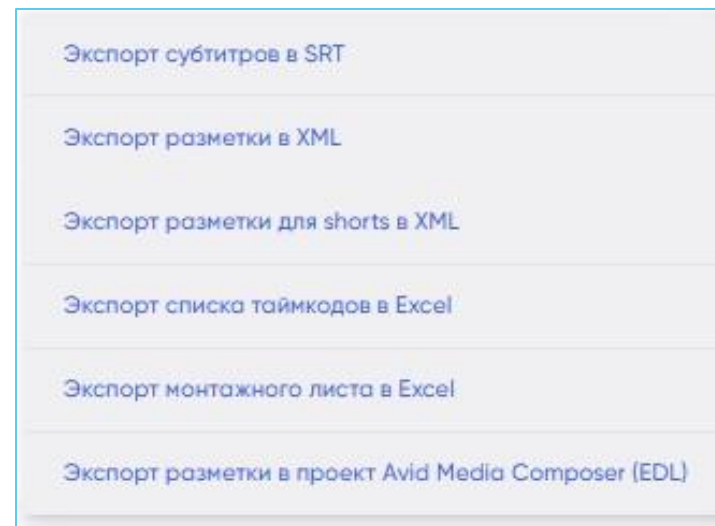 Экспорт субтитров в SRT
Экспорт разметки в XML
Экспорт разметки для shorts в XML
Экспорт списка таймкодов в Excel
Экспорт монтажного листа в Excel
Экспорт разметки в проект Avid Media Composer (EDL)